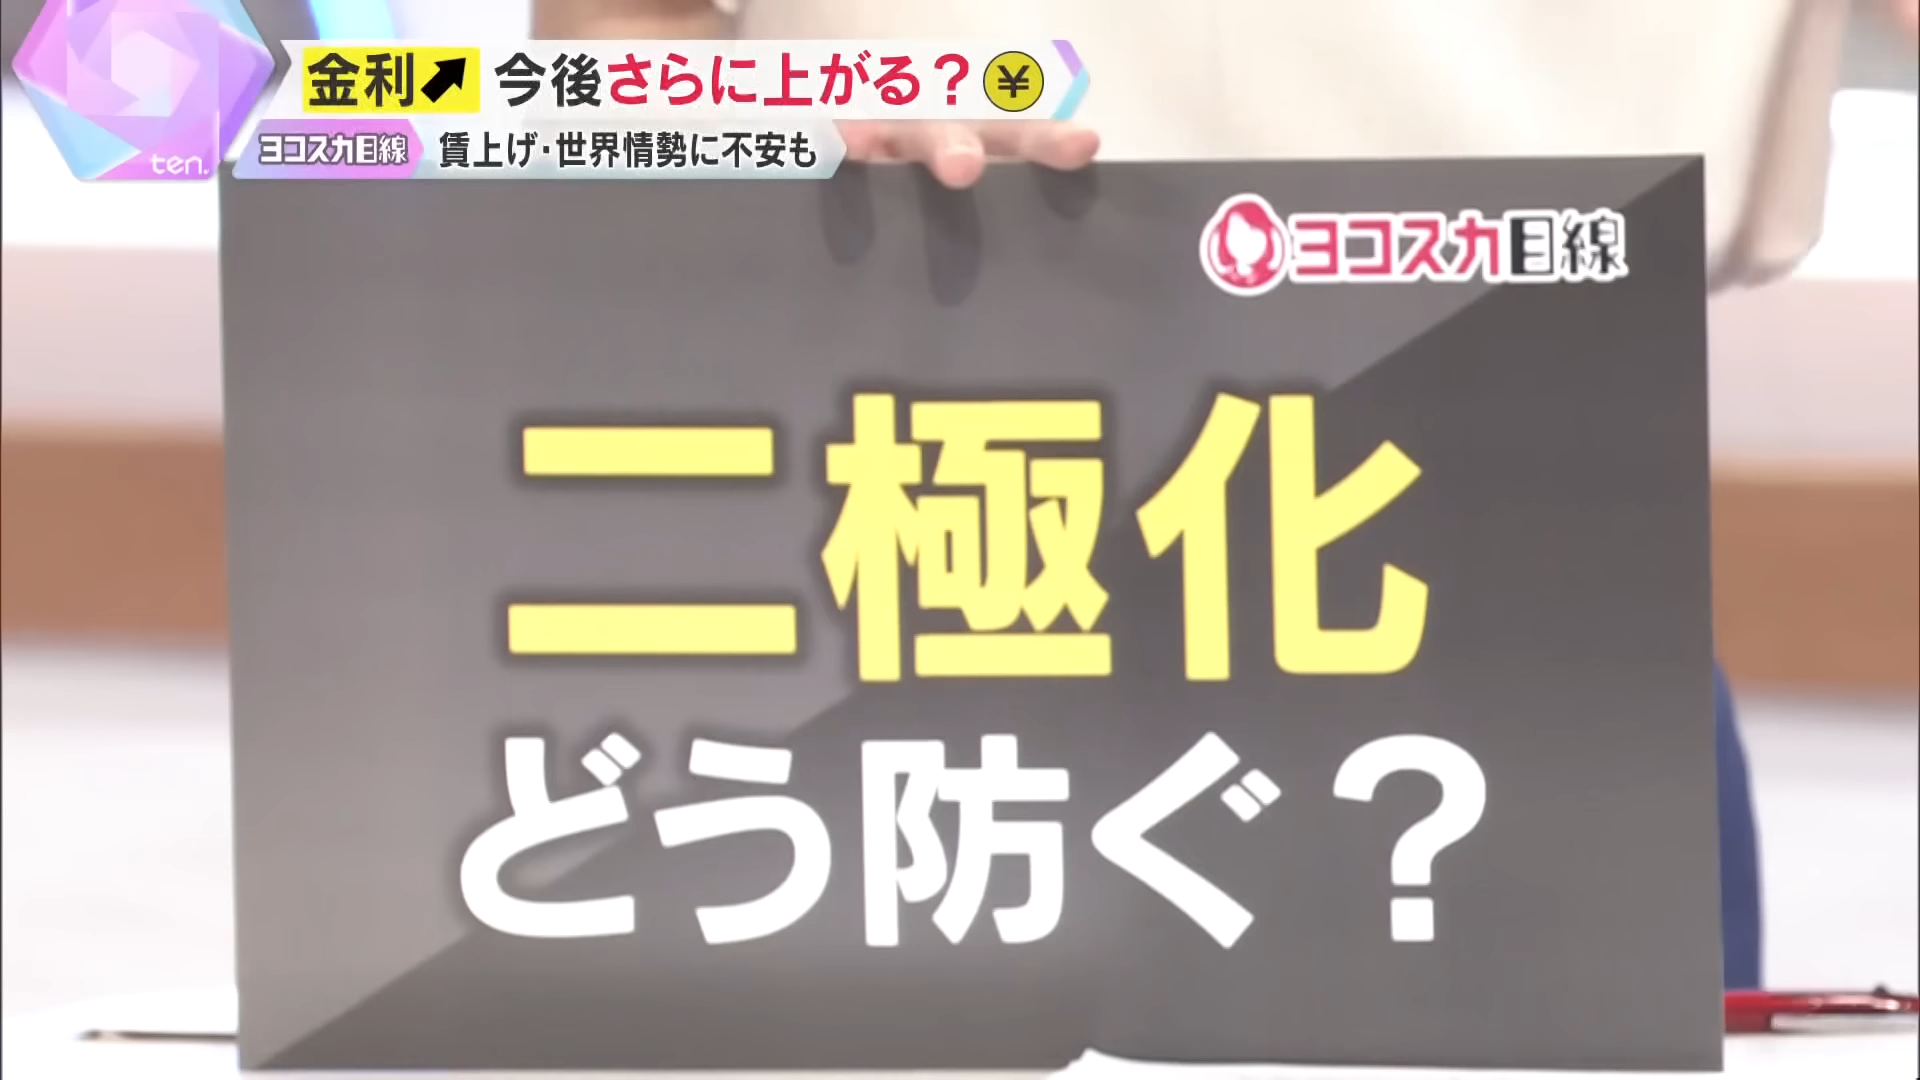 金利↗ 今後さらに上がる？¥
ten.
ヨコスカ目線
賃上げ・世界情勢に不安も
ヨコスカ目線
二極化
どう防ぐ？